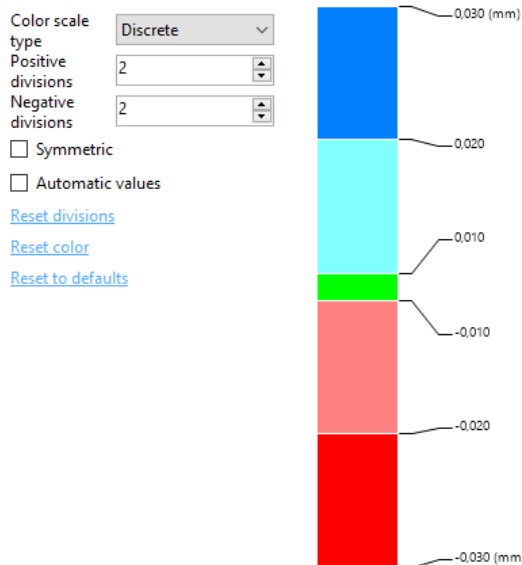 Color scale
type
Discrete
Positive
divisions
2
Negative
divisions
2
Symmetric
Automatic values
Reset divisions
Reset color
Reset to defaults
0,030 (mm)
0,020
0,010
-0,010
-0,020
-0,030 (mm